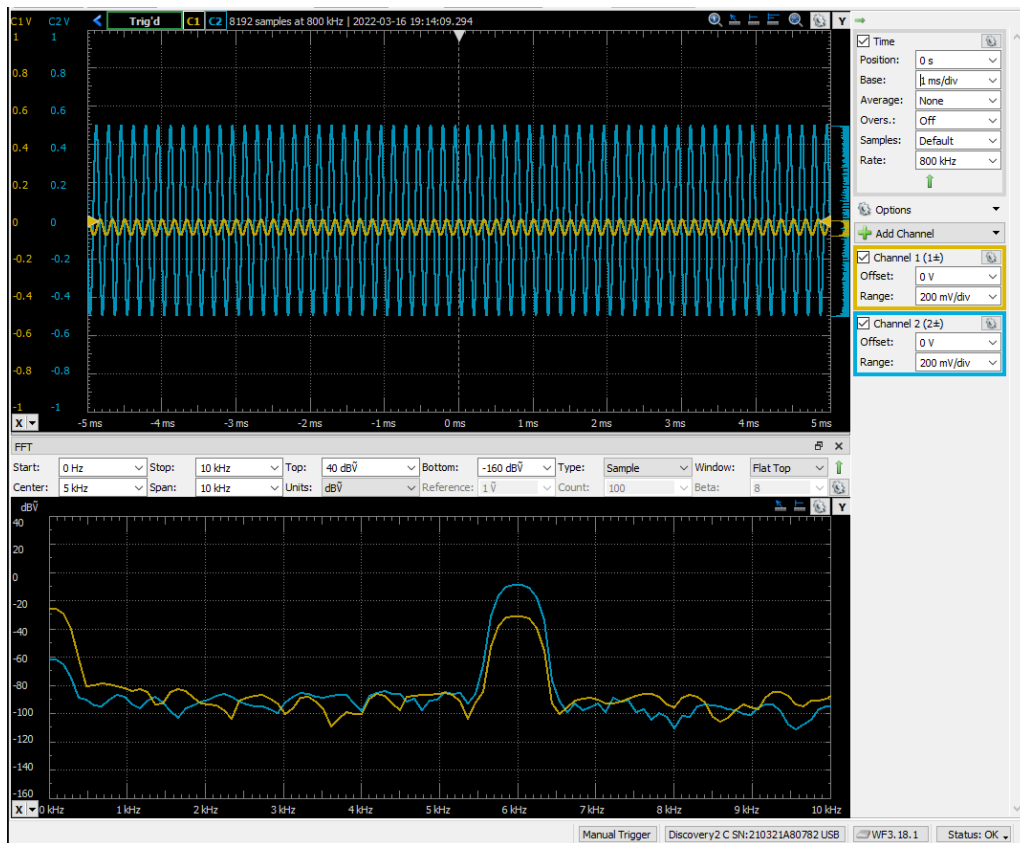 C1 V C2 V Trig'd C1 C2 8192 samples at 800 kHz | 2022-03-16 19:14:09.294 Y
1 1
0.8 0.8
0.6 0.6
0.4 0.4
0.2 0.2
0 0
-0.2 -0.2
-0.4 -0.4
-0.6 -0.6
-0.8 -0.8
-1 -1
X -5 ms -4 ms -3 ms -2 ms -1 ms 0 ms 1 ms 2 ms 3 ms 4 ms 5 ms
Time
Position: 0 s
Base: 1 ms/div
Average: None
Overs.: Off
Samples: Default
Rate: 800 kHz
Options
Add Channel
Channel 1 (1±)
Offset: 0 V
Range: 200 mV/div
Channel 2 (2±)
Offset: 0 V
Range: 200 mV/div
FFT
Start: 0 Hz Stop: 10 kHz Top: 40 dBṼ Bottom: -160 dBṼ Type: Sample Window: Flat Top
Center: 5 kHz Span: 10 kHz Units: dBṼ Reference: 1 Ṽ Count: 100 Beta: 8
dBṼ Y
40
20
0
-20
-40
-60
-80
-100
-120
-140
-160
X 0 kHz 1 kHz 2 kHz 3 kHz 4 kHz 5 kHz 6 kHz 7 kHz 8 kHz 9 kHz 10 kHz
Manual Trigger Discovery2 C SN:210321A80782 USB WF3.18.1 Status: OK